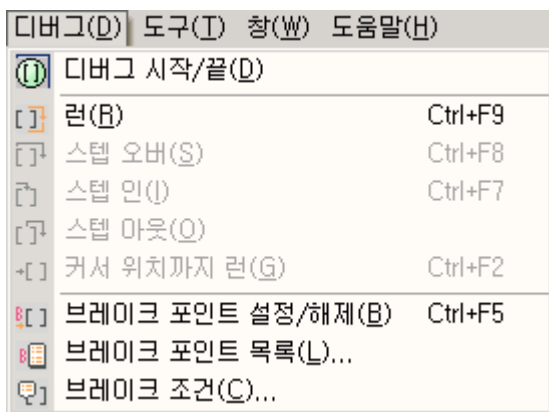 디버그(D) 도구(T) 창(W) 도움말(H)
디버그 시작/끝(D)
런(R) Ctrl+F9
스텝 오버(S) Ctrl+F8
스텝 인(I) Ctrl+F7
스텝 아웃(O)
커서 위치까지 런(G) Ctrl+F2
브레이크 포인트 설정/해제(B) Ctrl+F5
브레이크 포인트 목록(L)...
브레이크 조건(C)...